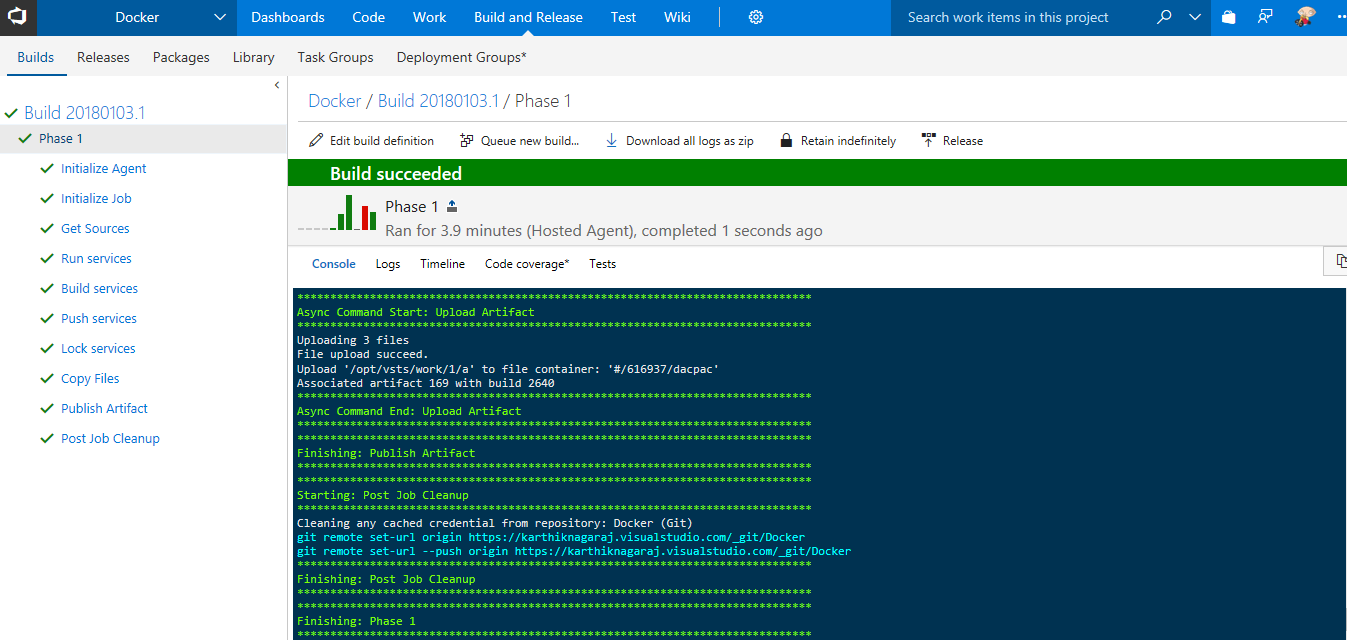 Docker Dashboards Code Work Build and Release Test Wiki Search work items in this project
Builds Releases Packages Library Task Groups Deployment Groups*
Build 20180103.1
Phase 1
Initialize Agent
Initialize Job
Get Sources
Run services
Build services
Push services
Lock services
Copy Files
Publish Artifact
Post Job Cleanup
Docker / Build 20180103.1 / Phase 1
Edit build definition Queue new build... Download all logs as zip Retain indefinitely Release
Build succeeded
Phase 1
Ran for 3.9 minutes (Hosted Agent), completed 1 seconds ago
Console Logs Timeline Code coverage* Tests
******************************************************************************
Async Command Start: Upload Artifact
******************************************************************************
Uploading 3 files
File upload succeed.
Upload '/opt/vsts/work/1/a' to file container: '#/616937/dacpac'
Associated artifact 169 with build 2640
******************************************************************************
Async Command End: Upload Artifact
******************************************************************************
******************************************************************************
Finishing: Publish Artifact
******************************************************************************
******************************************************************************
Starting: Post Job Cleanup
******************************************************************************
Cleaning any cached credential from repository: Docker (Git)
git remote set-url origin https://karthiknagaraj.visualstudio.com/_git/Docker
git remote set-url --push origin https://karthiknagaraj.visualstudio.com/_git/Docker
******************************************************************************
Finishing: Post Job Cleanup
******************************************************************************
******************************************************************************
Finishing: Phase 1
******************************************************************************